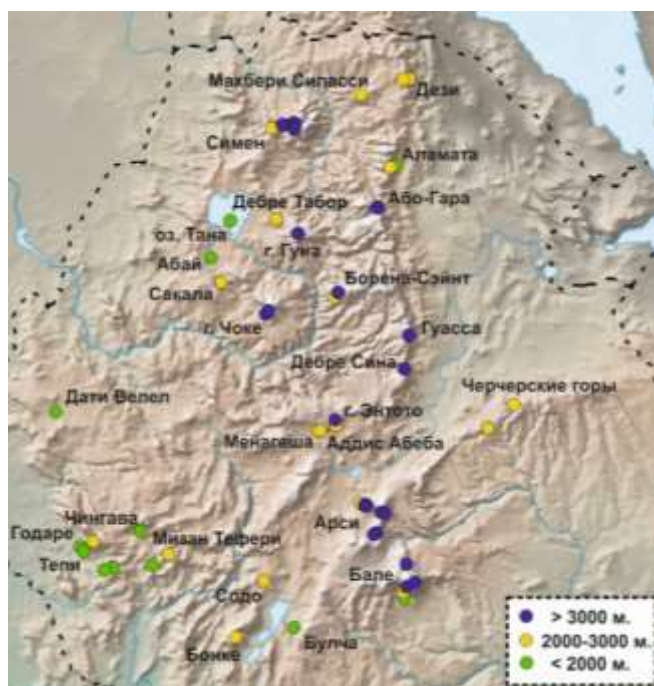 Махбери Силасси
Дези
Симен
Аламата
Дебре Табор
Або-Гара
оз. Тана
г. Гуна
Абай
Борена-Сэйнт
Сакала
г. Чоке
Гуасса
Дебре Сина
Черчерские горы
Дати Велел
г. Энтото
Менагеша
Аддис Абеба
Арси
Чингава
Годаре
Мизан Тефери
Тепи
Бале
Содо
Бонке
Булча
> 3000 м.
2000-3000 м.
< 2000 м.